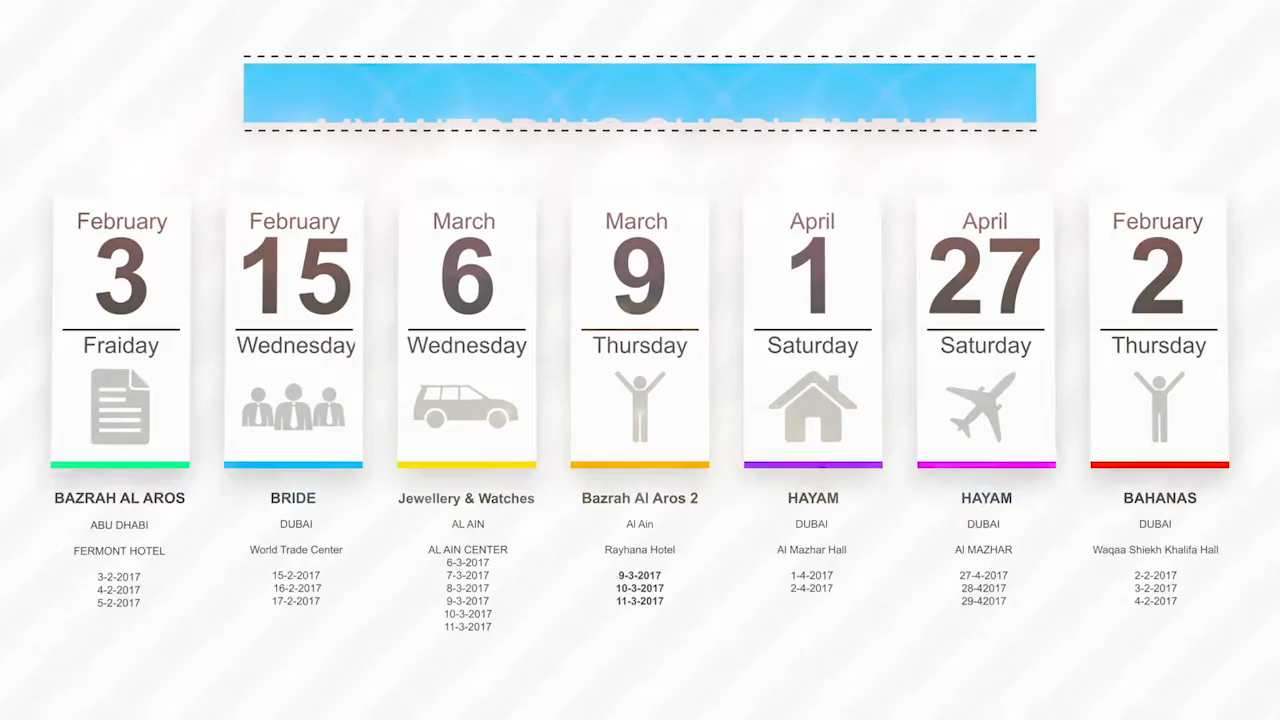 February
3
Fraiday
BAZRAH AL AROS
ABU DHABI
FERMONT HOTEL
3-2-2017
4-2-2017
5-2-2017
February
15
Wednesday
BRIDE
DUBAI
World Trade Center
15-2-2017
16-2-2017
17-2-2017
March
6
Wednesday
Jewellery & Watches
AL AIN
AL AIN CENTER
6-3-2017
7-3-2017
8-3-2017
9-3-2017
10-3-2017
11-3-2017
March
9
Thursday
Bazrah Al Aros 2
Al Ain
Rayhana Hotel
9-3-2017
10-3-2017
11-3-2017
April
1
Saturday
HAYAM
DUBAI
Al Mazhar Hall
1-4-2017
2-4-2017
April
27
Saturday
HAYAM
DUBAI
Al MAZHAR
27-4-2017
28-42017
29-42017
February
2
Thursday
BAHANAS
DUBAI
Waqaa Shiekh Khalifa Hall
2-2-2017
3-2-2017
4-2-2017